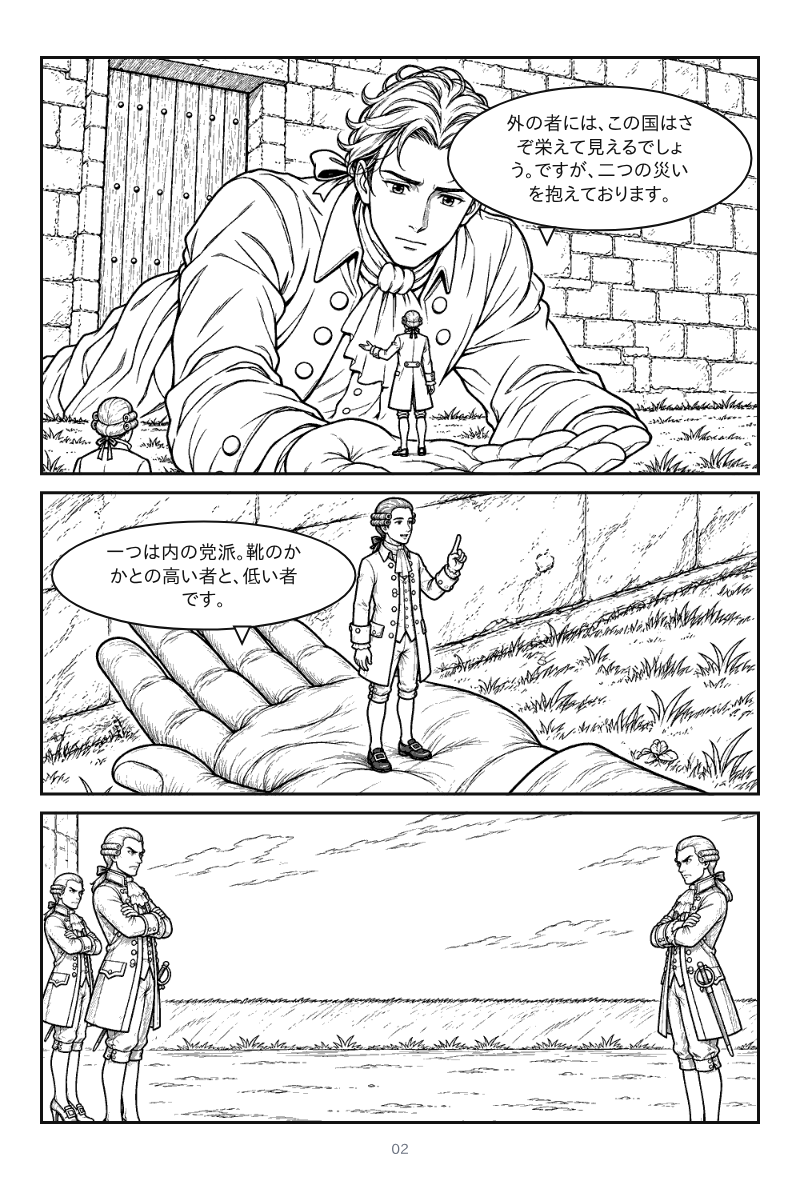 外の者には、この国はさ
ぞ栄えて見えるでしょ
う。ですが、二つの災い
を抱えております。
一つは内の党派。靴のか
かとの高い者と、低い者
です。
02